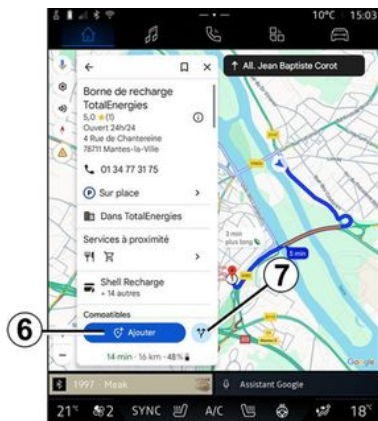 10°C 15:03
↑ All. Jean Baptiste Corot
Borne de recharge
TotalEnergies
5,0 ★(1)
Ouvert 24h/24
4 Rue de Chantereine
78711 Mantes-la-Ville
01 34 77 31 75
Sur place
Dans TotalEnergies
Services à proximité
Shell Recharge
+ 14 autres
Compatibles
Ajouter
14 min · 16 km · 48%
3 min
plus long
5 min
Google
6
7
1997 - Meak
Assistant Google
21° 2 SYNC A/C 18°